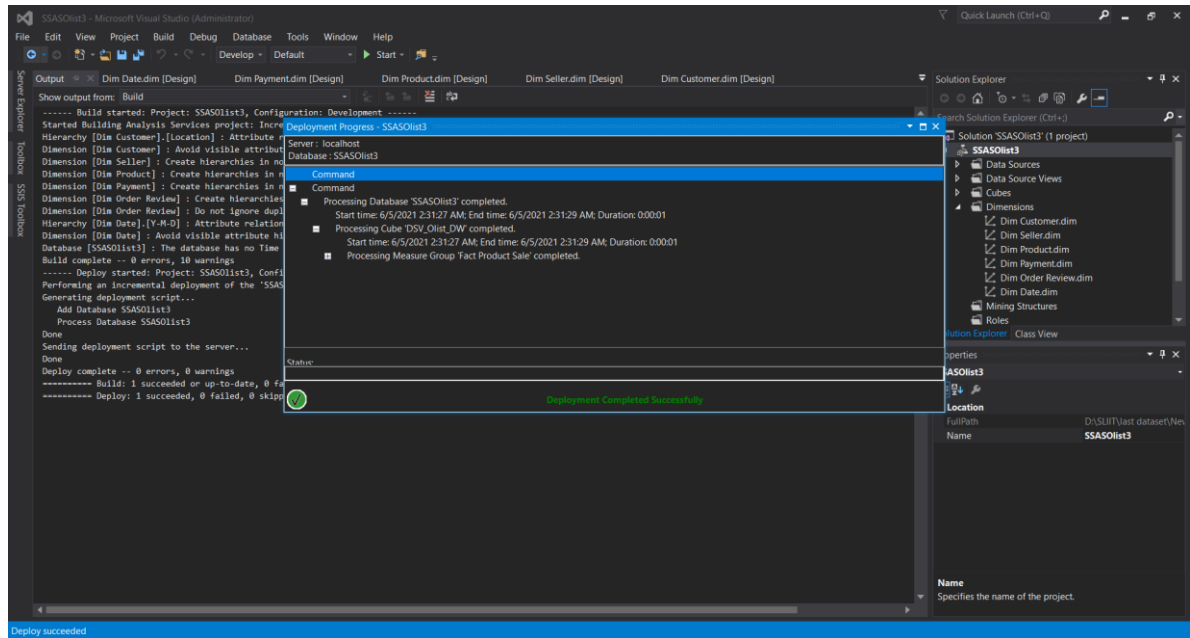 SSASOlist3 - Microsoft Visual Studio (Administrator)
Quick Launch (Ctrl+Q)
File Edit View Project Build Debug Database Tools Window Help
Develop Default Start
Server Explorer
Toolbox
SSIS Toolbox
Output Dim Date.dim [Design] Dim Payment.dim [Design] Dim Product.dim [Design] Dim Seller.dim [Design] Dim Customer.dim [Design]
Show output from: Build
------ Build started: Project: SSASOlist3, Configuration: Development ------
Started Building Analysis Services project: Incre
Hierarchy [Dim Customer].[Location] : Attribute r
Dimension [Dim Customer] : Avoid visible attribut
Dimension [Dim Seller] : Create hierarchies in no
Dimension [Dim Product] : Create hierarchies in n
Dimension [Dim Payment] : Create hierarchies in n
Dimension [Dim Order Review] : Create hierarchies
Dimension [Dim Order Review] : Do not ignore dupl
Hierarchy [Dim Date].[Y-M-D] : Attribute relation
Dimension [Dim Date] : Avoid visible attribute hi
Database [SSASOlist3] : The database has no Time
Build complete -- 0 errors, 10 warnings
------ Deploy started: Project: SSASOlist3, Confi
Performing an incremental deployment of the 'SSAS
Generating deployment script...
Add Database SSASOlist3
Process Database SSASOlist3
Done
Sending deployment script to the server...
Done
Deploy complete -- 0 errors, 0 warnings
========== Build: 1 succeeded or up-to-date, 0 fa
========== Deploy: 1 succeeded, 0 failed, 0 skipp
Deployment Progress - SSASOlist3
Server : localhost
Database : SSASOlist3
Command
Command
Processing Database 'SSASOlist3' completed.
Start time: 6/5/2021 2:31:27 AM; End time: 6/5/2021 2:31:29 AM; Duration: 0:00:01
Processing Cube 'DSV_Olist_DW' completed.
Start time: 6/5/2021 2:31:27 AM; End time: 6/5/2021 2:31:29 AM; Duration: 0:00:01
Processing Measure Group 'Fact Product Sale' completed.
Status:
Deployment Completed Successfully
Solution Explorer
Search Solution Explorer (Ctrl+;)
Solution 'SSASOlist3' (1 project)
SSASOlist3
Data Sources
Data Source Views
Cubes
Dimensions
Dim Customer.dim
Dim Seller.dim
Dim Product.dim
Dim Payment.dim
Dim Order Review.dim
Dim Date.dim
Mining Structures
Roles
lution Explorer Class View
operties
ASOlist3
Location
FullPath D:\SLIIT\last dataset\New
Name SSASOlist3
Name
Specifies the name of the project.
Deploy succeeded